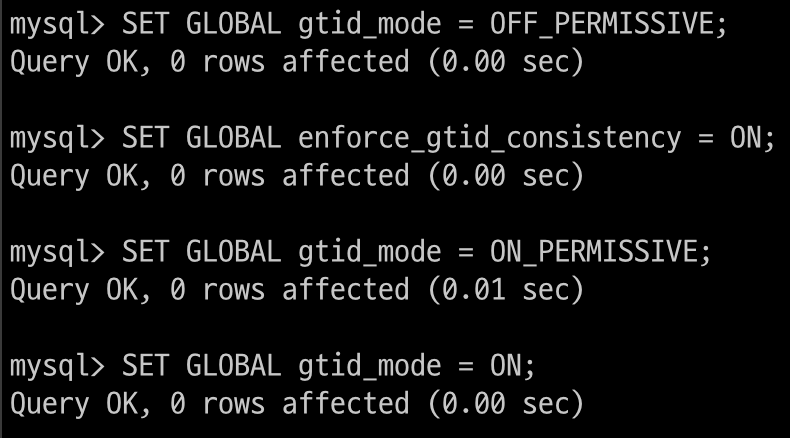 mysql> SET GLOBAL gtid_mode = OFF_PERMISSIVE;
Query OK, 0 rows affected (0.00 sec)
mysql> SET GLOBAL enforce_gtid_consistency = ON;
Query OK, 0 rows affected (0.00 sec)
mysql> SET GLOBAL gtid_mode = ON_PERMISSIVE;
Query OK, 0 rows affected (0.01 sec)
mysql> SET GLOBAL gtid_mode = ON;
Query OK, 0 rows affected (0.00 sec)